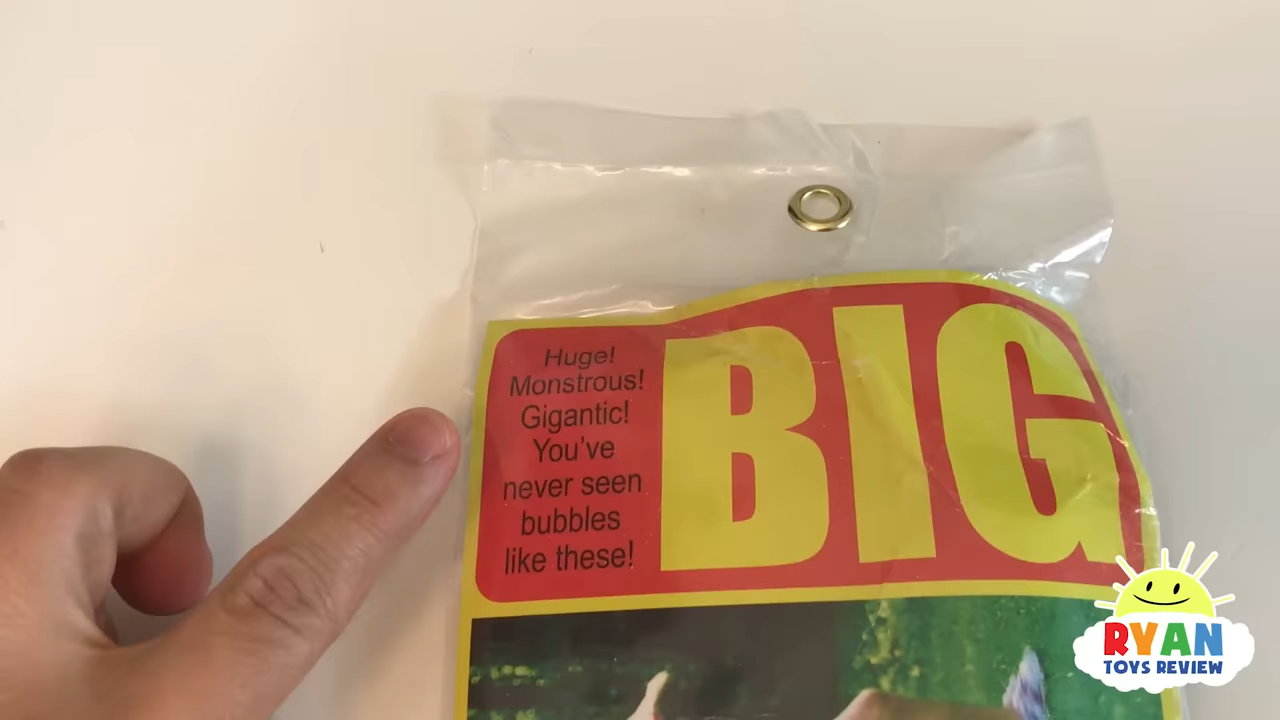 Huge!
Monstrous!
Gigantic!
You've
never seen
bubbles
like these!
BIG
RYAN
TOYS REVIEW